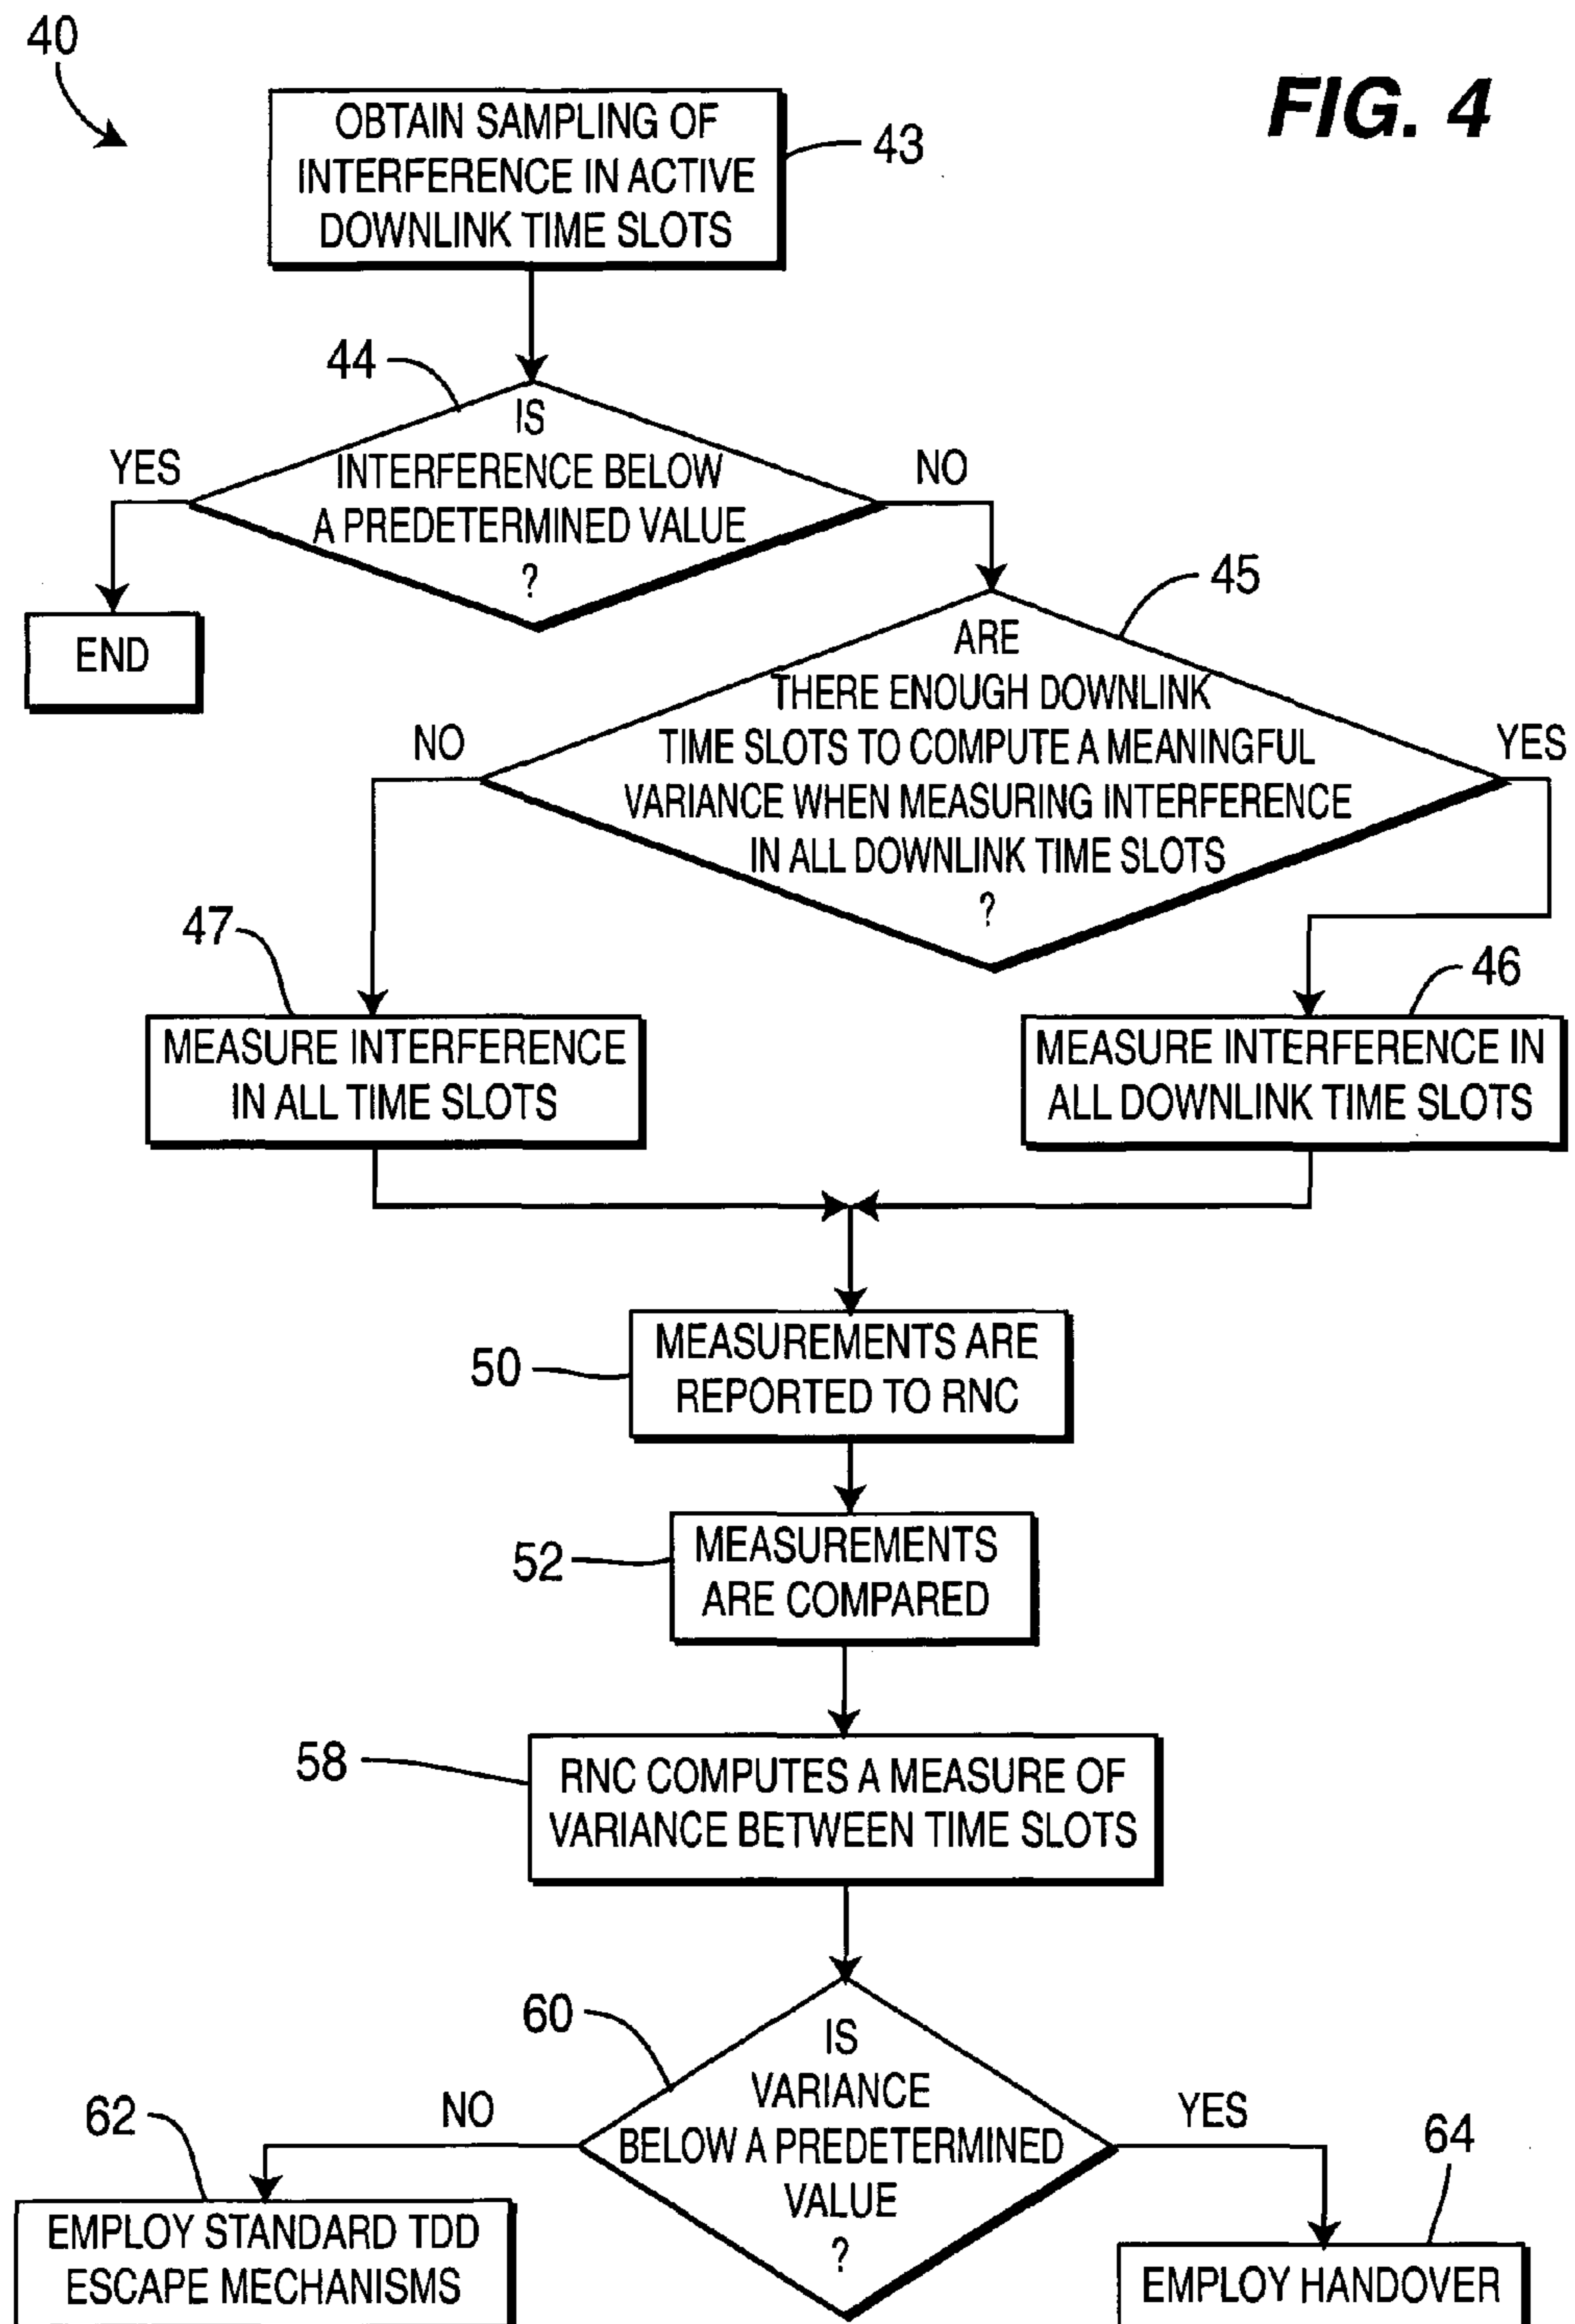 40
FIG. 4
OBTAIN SAMPLING OF
INTERFERENCE IN ACTIVE
DOWNLINK TIME SLOTS
43
44
IS
INTERFERENCE BELOW
A PREDETERMINED VALUE
?
YES
NO
END
45
ARE
THERE ENOUGH DOWNLINK
TIME SLOTS TO COMPUTE A MEANINGFUL
VARIANCE WHEN MEASURING INTERFERENCE
IN ALL DOWNLINK TIME SLOTS
?
NO
YES
47
MEASURE INTERFERENCE
IN ALL TIME SLOTS
46
MEASURE INTERFERENCE IN
ALL DOWNLINK TIME SLOTS
50
MEASUREMENTS ARE
REPORTED TO RNC
52
MEASUREMENTS
ARE COMPARED
58
RNC COMPUTES A MEASURE OF
VARIANCE BETWEEN TIME SLOTS
60
IS
VARIANCE
BELOW A PREDETERMINED
VALUE
?
NO
YES
62
EMPLOY STANDARD TDD
ESCAPE MECHANISMS
64
EMPLOY HANDOVER